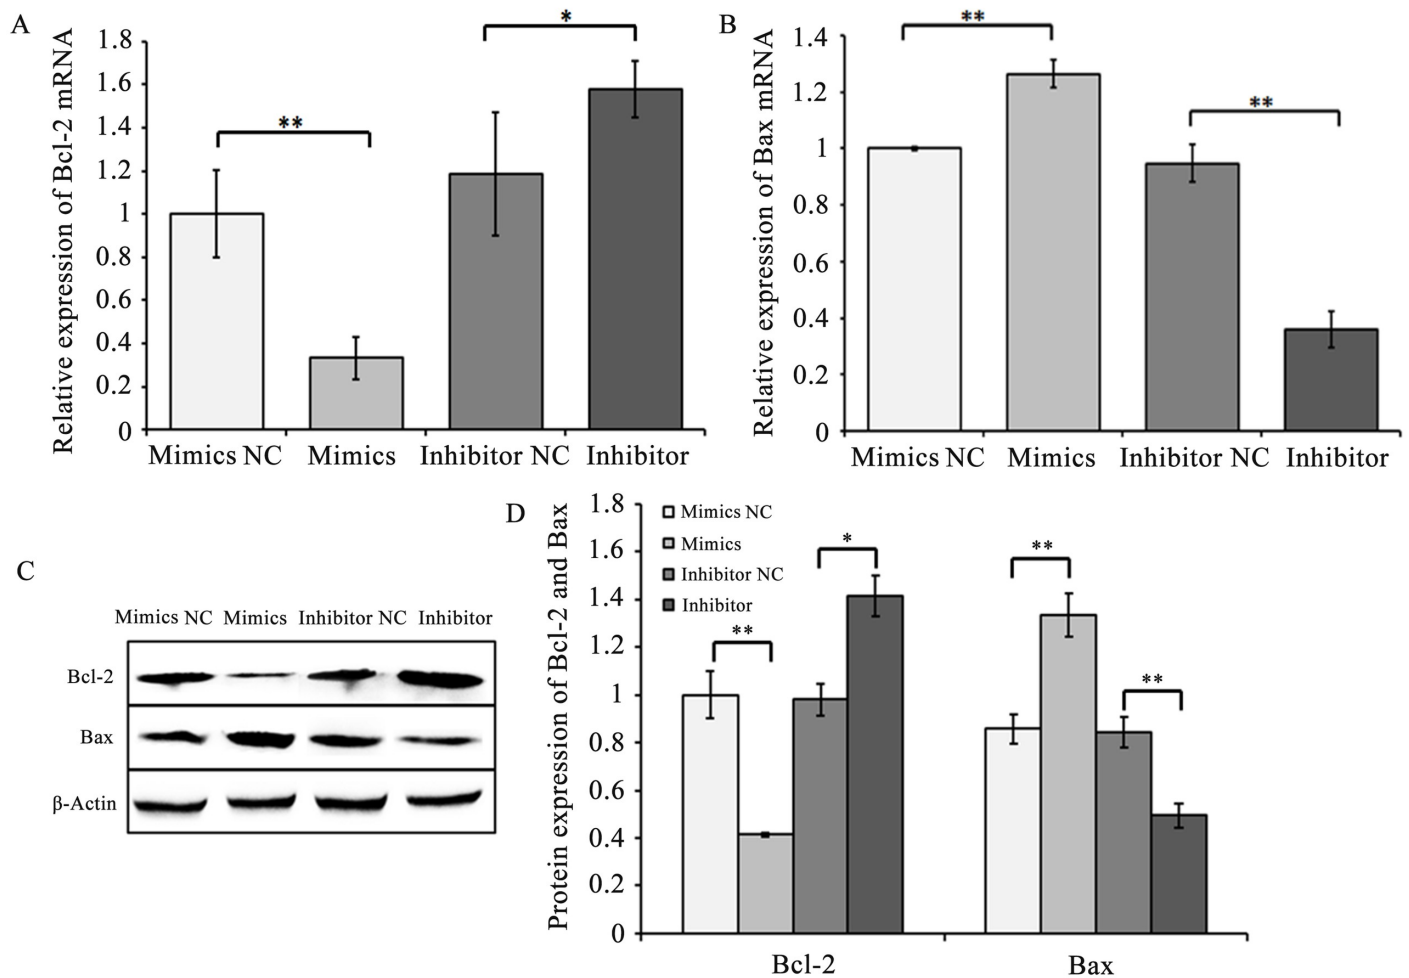 A
Relative expression of Bcl-2 mRNA
1.8
1.6
1.4
1.2
1
0.8
0.6
0.4
0.2
0
**
*
Mimics NC Mimics Inhibitor NC Inhibitor
B
Relative expression of Bax mRNA
1.4
1.2
1
0.8
0.6
0.4
0.2
0
**
**
Mimics NC Mimics Inhibitor NC Inhibitor
C
Mimics NC Mimics Inhibitor NC Inhibitor
Bcl-2
Bax
β-Actin
D
Protein expression of Bcl-2 and Bax
1.8
1.6
1.4
1.2
1
0.8
0.6
0.4
0.2
0
Mimics NC
Mimics
Inhibitor NC
Inhibitor
**
*
**
**
Bcl-2 Bax